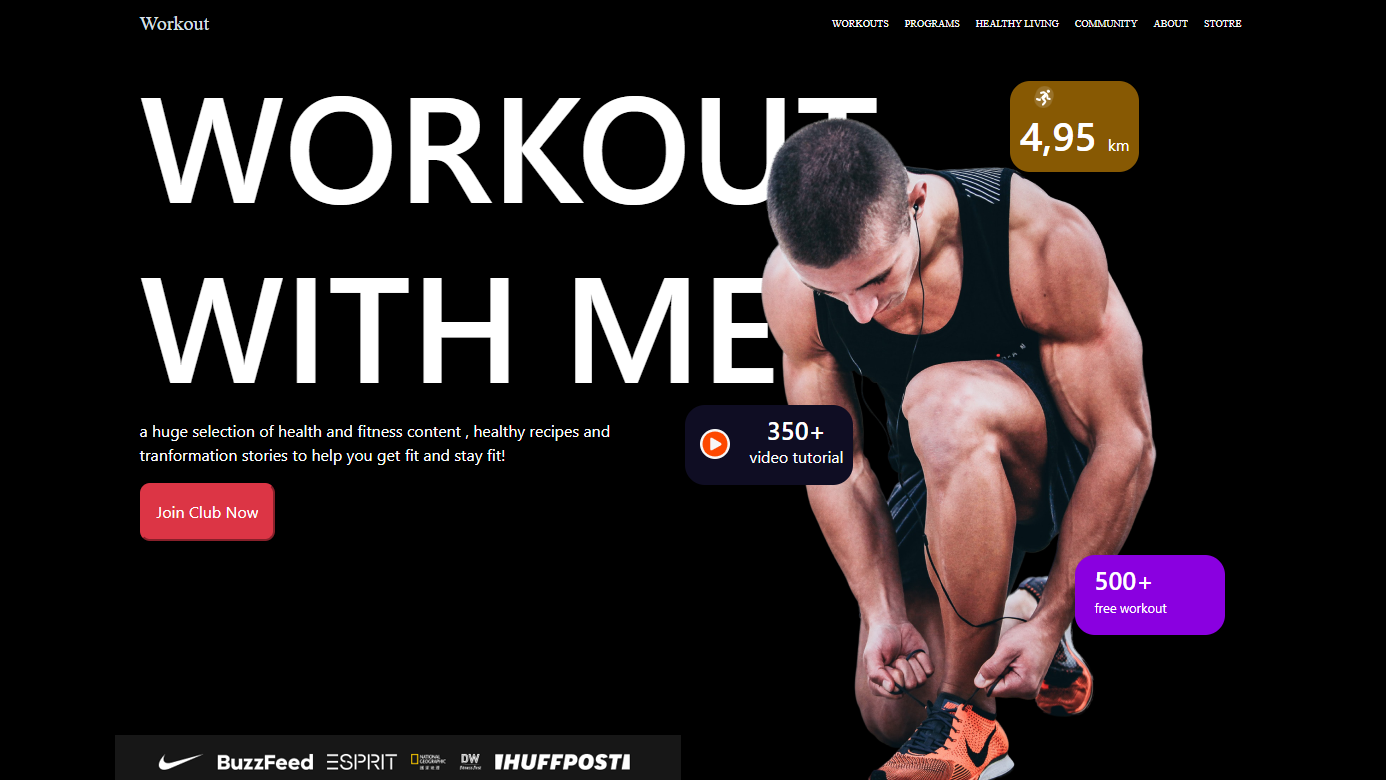 Workout
WORKOUTS PROGRAMS HEALTHY LIVING COMMUNITY ABOUT STOTRE
WORKOUT
4,95 km
WITH ME
a huge selection of health and fitness content , healthy recipes and
tranformation stories to help you get fit and stay fit!
350+
video tutorial
Join Club Now
500+
free workout
BuzzFeed ESPRIT NATIONAL GEOGRAPHIC DW HUFFPOST